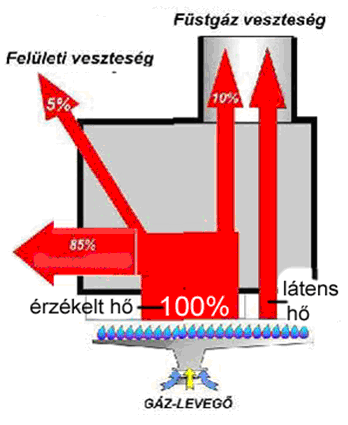 Füstgáz veszteség
Felületi veszteség
5%
10%
85%
érzékelt hő
100%
látens
hő
GÁZ-LEVEGŐ